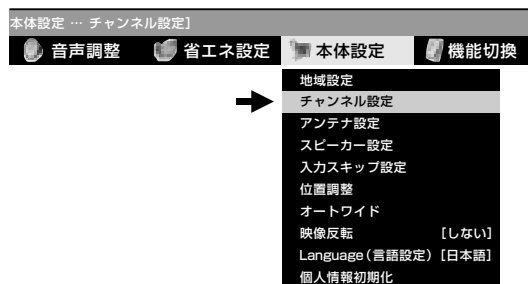 本体設定 … チャンネル設定]
音声調整 省エネ設定 本体設定 機能切換
地域設定
チャンネル設定
アンテナ設定
スピーカー設定
入力スキップ設定
位置調整
オートワイド
映像反転 [しない]
Language(言語設定) [日本語]
個人情報初期化